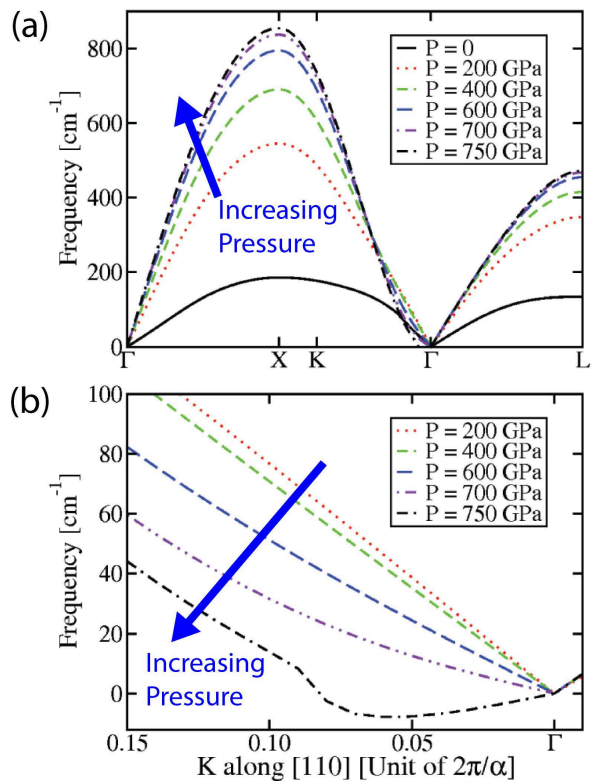 (a)
800
600
400
200
0
Frequency [cm⁻¹]
P = 0
P = 200 GPa
P = 400 GPa
P = 600 GPa
P = 700 GPa
P = 750 GPa
Increasing
Pressure
Γ X K Γ L
(b)
100
80
60
40
20
0
Frequency [cm⁻¹]
P = 200 GPa
P = 400 GPa
P = 600 GPa
P = 700 GPa
P = 750 GPa
Increasing
Pressure
0.15 0.10 0.05 Γ
K along [110] [Unit of 2π/α]